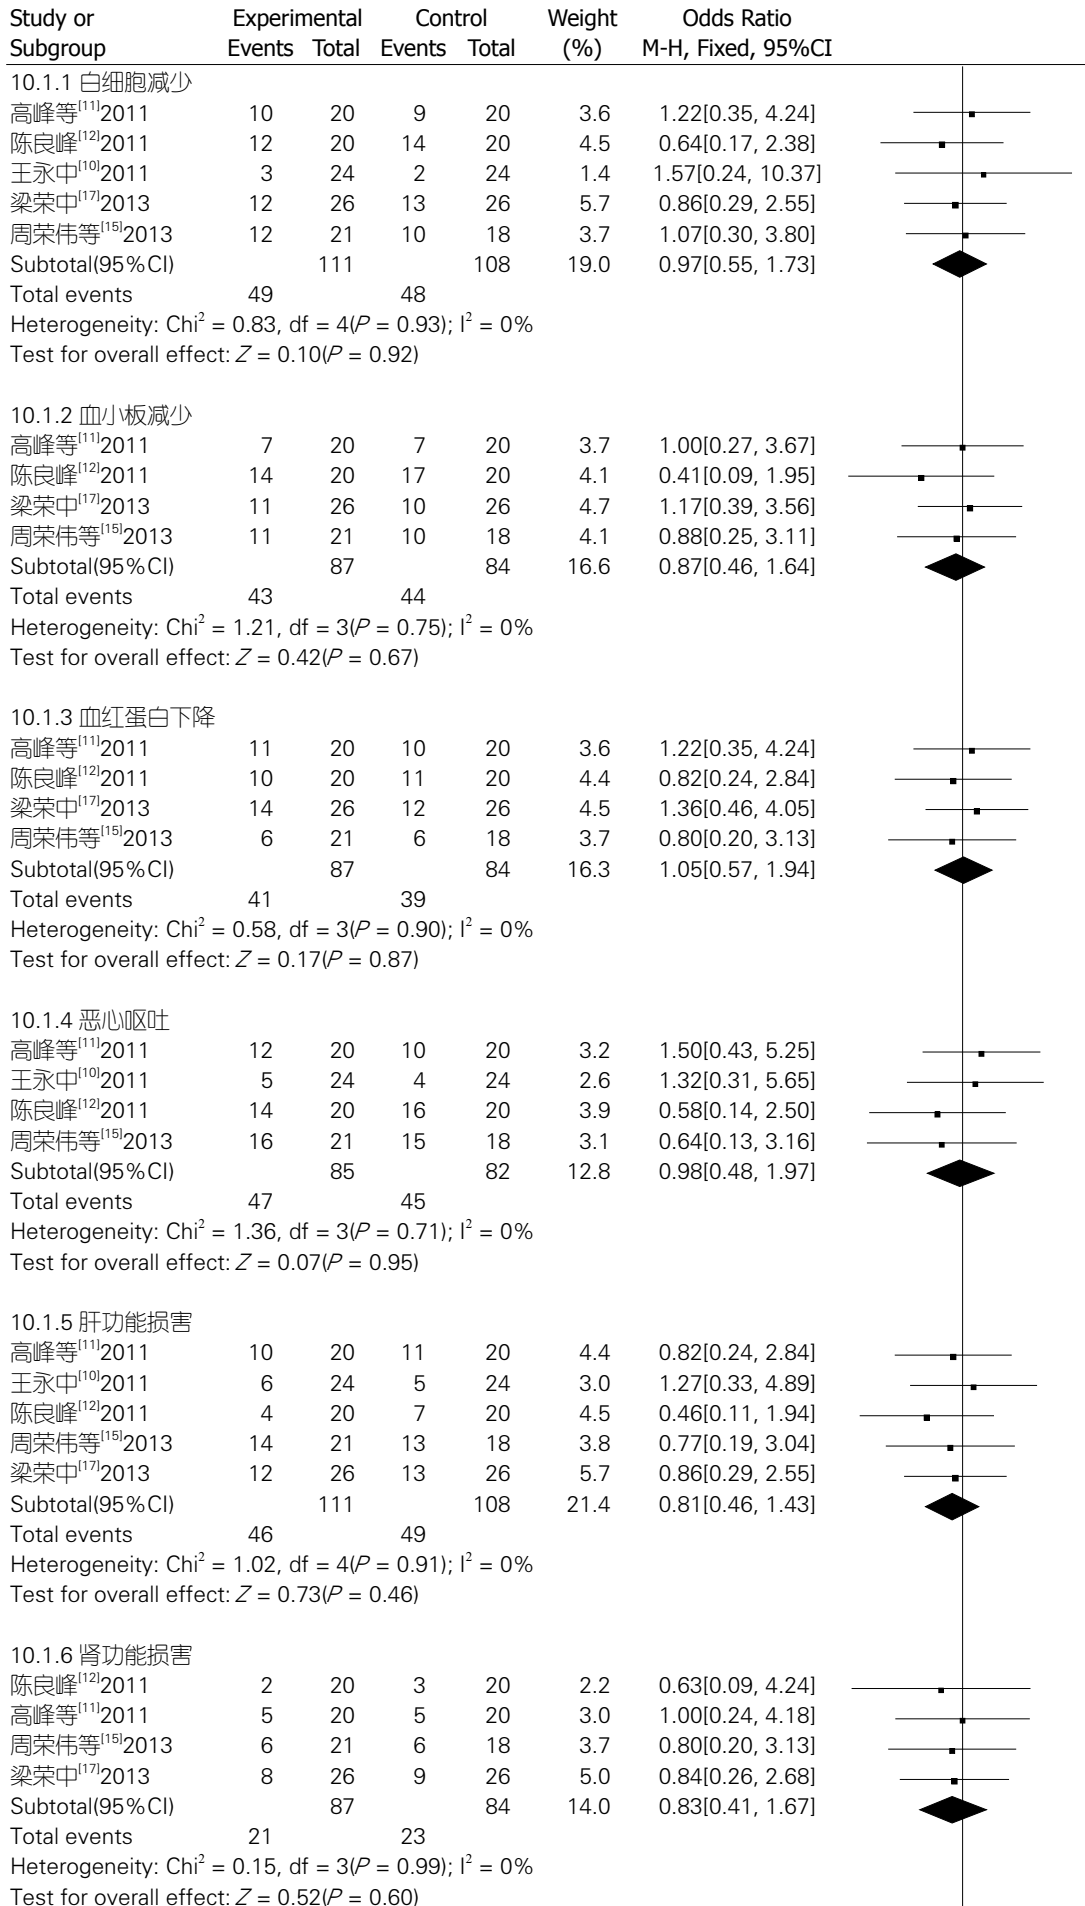 Study or Experimental Control Weight Odds Ratio
Subgroup Events Total Events Total (%) M-H, Fixed, 95%CI
10.1.1 白细胞减少
高峰等[11]2011 10 20 9 20 3.6 1.22[0.35, 4.24]
陈良峰[12]2011 12 20 14 20 4.5 0.64[0.17, 2.38]
王永中[10]2011 3 24 2 24 1.4 1.57[0.24, 10.37]
梁荣中[17]2013 12 26 13 26 5.7 0.86[0.29, 2.55]
周荣伟等[15]2013 12 21 10 18 3.7 1.07[0.30, 3.80]
Subtotal(95%CI) 111 108 19.0 0.97[0.55, 1.73]
Total events 49 48
Heterogeneity: Chi² = 0.83, df = 4(P = 0.93); I² = 0%
Test for overall effect: Z = 0.10(P = 0.92)
10.1.2 血小板减少
高峰等[11]2011 7 20 7 20 3.7 1.00[0.27, 3.67]
陈良峰[12]2011 14 20 17 20 4.1 0.41[0.09, 1.95]
梁荣中[17]2013 11 26 10 26 4.7 1.17[0.39, 3.56]
周荣伟等[15]2013 11 21 10 18 4.1 0.88[0.25, 3.11]
Subtotal(95%CI) 87 84 16.6 0.87[0.46, 1.64]
Total events 43 44
Heterogeneity: Chi² = 1.21, df = 3(P = 0.75); I² = 0%
Test for overall effect: Z = 0.42(P = 0.67)
10.1.3 血红蛋白下降
高峰等[11]2011 11 20 10 20 3.6 1.22[0.35, 4.24]
陈良峰[12]2011 10 20 11 20 4.4 0.82[0.24, 2.84]
梁荣中[17]2013 14 26 12 26 4.5 1.36[0.46, 4.05]
周荣伟等[15]2013 6 21 6 18 3.7 0.80[0.20, 3.13]
Subtotal(95%CI) 87 84 16.3 1.05[0.57, 1.94]
Total events 41 39
Heterogeneity: Chi² = 0.58, df = 3(P = 0.90); I² = 0%
Test for overall effect: Z = 0.17(P = 0.87)
10.1.4 恶心呕吐
高峰等[11]2011 12 20 10 20 3.2 1.50[0.43, 5.25]
王永中[10]2011 5 24 4 24 2.6 1.32[0.31, 5.65]
陈良峰[12]2011 14 20 16 20 3.9 0.58[0.14, 2.50]
周荣伟等[15]2013 16 21 15 18 3.1 0.64[0.13, 3.16]
Subtotal(95%CI) 85 82 12.8 0.98[0.48, 1.97]
Total events 47 45
Heterogeneity: Chi² = 1.36, df = 3(P = 0.71); I² = 0%
Test for overall effect: Z = 0.07(P = 0.95)
10.1.5 肝功能损害
高峰等[11]2011 10 20 11 20 4.4 0.82[0.24, 2.84]
王永中[10]2011 6 24 5 24 3.0 1.27[0.33, 4.89]
陈良峰[12]2011 4 20 7 20 4.5 0.46[0.11, 1.94]
周荣伟等[15]2013 14 21 13 18 3.8 0.77[0.19, 3.04]
梁荣中[17]2013 12 26 13 26 5.7 0.86[0.29, 2.55]
Subtotal(95%CI) 111 108 21.4 0.81[0.46, 1.43]
Total events 46 49
Heterogeneity: Chi² = 1.02, df = 4(P = 0.91); I² = 0%
Test for overall effect: Z = 0.73(P = 0.46)
10.1.6 肾功能损害
陈良峰[12]2011 2 20 3 20 2.2 0.63[0.09, 4.24]
高峰等[11]2011 5 20 5 20 3.0 1.00[0.24, 4.18]
周荣伟等[15]2013 6 21 6 18 3.7 0.80[0.20, 3.13]
梁荣中[17]2013 8 26 9 26 5.0 0.84[0.26, 2.68]
Subtotal(95%CI) 87 84 14.0 0.83[0.41, 1.67]
Total events 21 23
Heterogeneity: Chi² = 0.15, df = 3(P = 0.99); I² = 0%
Test for overall effect: Z = 0.52(P = 0.60)